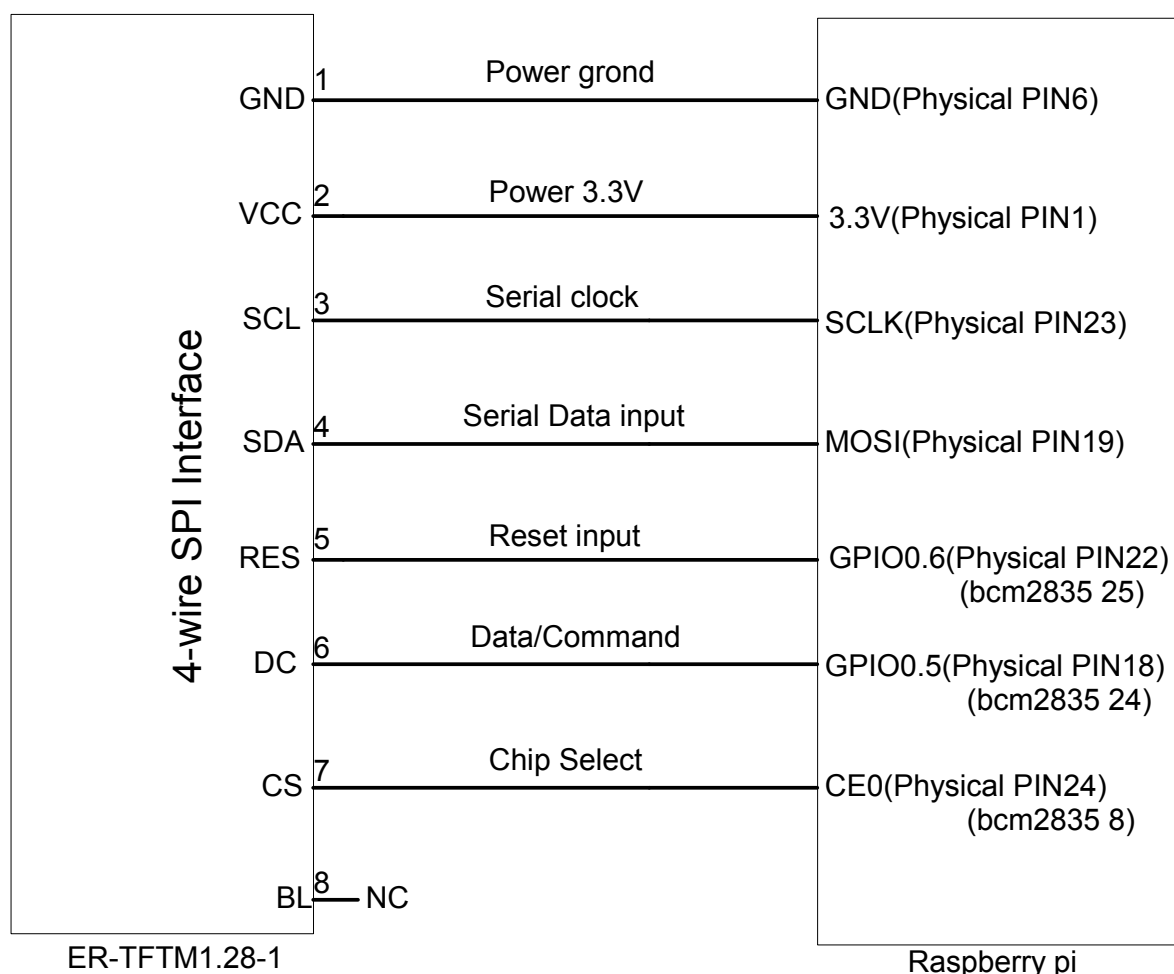 1 Power grond
GND GND(Physical PIN6)
2 Power 3.3V
VCC 3.3V(Physical PIN1)
3 Serial clock
SCL SCLK(Physical PIN23)
4 Serial Data input
SDA MOSI(Physical PIN19)
5 Reset input
RES GPIO0.6(Physical PIN22)
(bcm2835 25)
6 Data/Command
DC GPIO0.5(Physical PIN18)
(bcm2835 24)
7 Chip Select
CS CE0(Physical PIN24)
(bcm2835 8)
8
BL NC
4-wire SPI Interface
ER-TFTM1.28-1
Raspberry pi